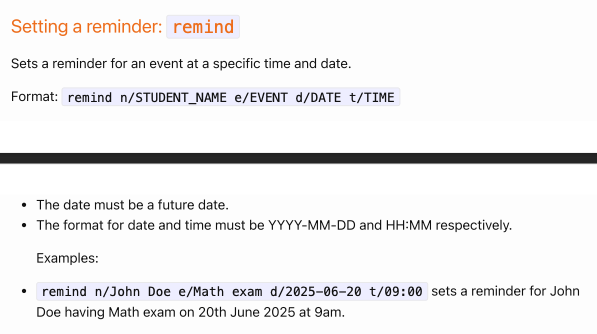 Setting a reminder: remind
Sets a reminder for an event at a specific time and date.
Format: remind n/STUDENT_NAME e/EVENT d/DATE t/TIME
• The date must be a future date.
• The format for date and time must be YYYY-MM-DD and HH:MM respectively.
Examples:
• remind n/John Doe e/Math exam d/2025-06-20 t/09:00 sets a reminder for John
Doe having Math exam on 20th June 2025 at 9am.